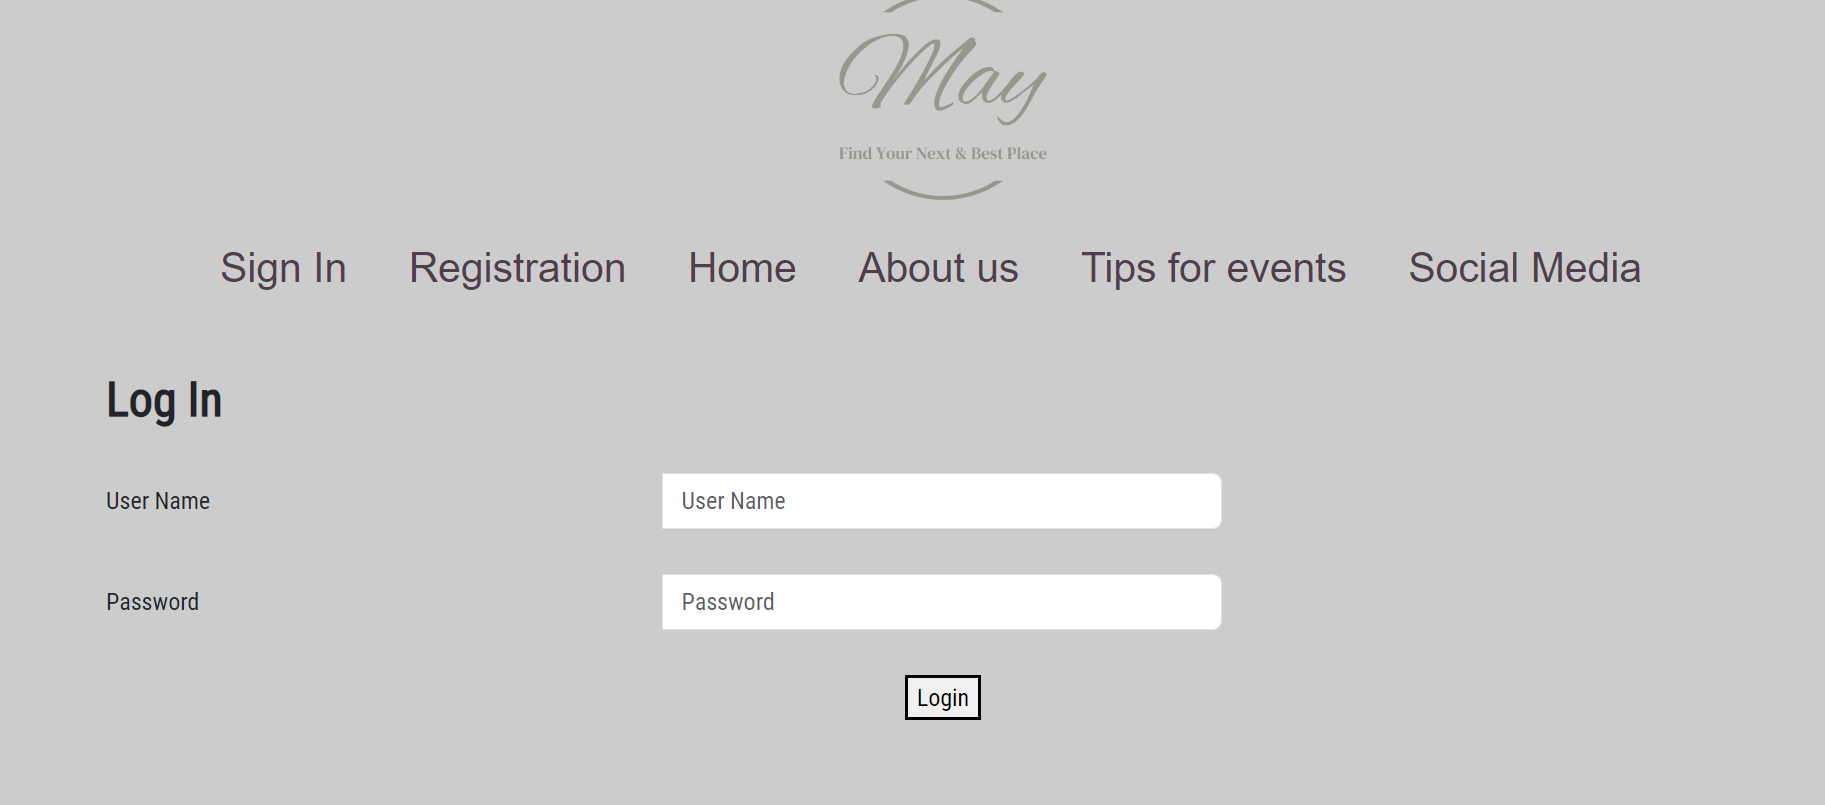 May
Find Your Next & Best Place
Sign In Registration Home About us Tips for events Social Media
Log In
User Name User Name
Password Password
Login